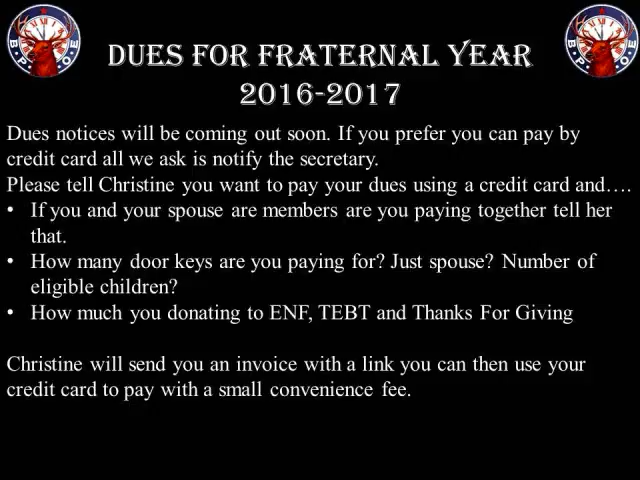 DUES FOR FRATERNAL YEAR
2016-2017
Dues notices will be coming out soon. If you prefer you can pay by
credit card all we ask is notify the secretary.
Please tell Christine you want to pay your dues using a credit card and….
• If you and your spouse are members are you paying together tell her
that.
• How many door keys are you paying for? Just spouse? Number of
eligible children?
• How much you donating to ENF, TEBT and Thanks For Giving
Christine will send you an invoice with a link you can then use your
credit card to pay with a small convenience fee.
B.P.O.E
B.P.O.E